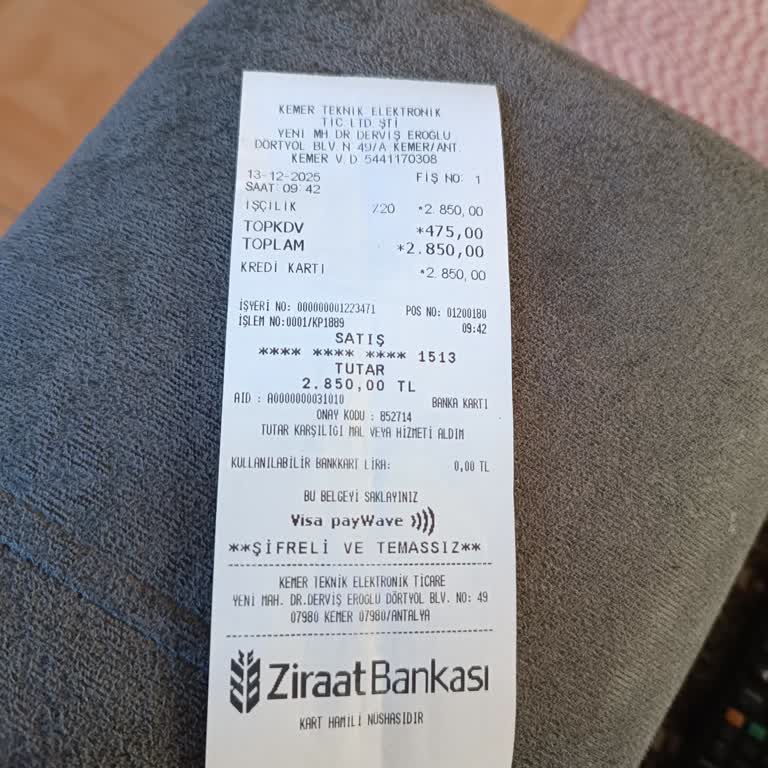 KEMER TEKNİK ELEKTRONİK
TİC.LTD.ŞTİ
YENİ MH.DR.DERVİŞ EROĞLU
DÖRTYOL BLV.N:49/A KEMER/ANT.
KEMER V.D 5441170308
13-12-2025 FİŞ NO: 1
SAAT:09:42
İŞÇİLİK %20 *2.850,00
TOPKDV *475,00
TOPLAM *2.850,00
KREDİ KARTI *2.850,00
İŞYERİ NO: 000000001223471 POS NO: 01200180
İŞLEM NO:0001/KP1889 09:42
SATIŞ
**** **** **** 1513
TUTAR
2.850,00 TL
AID : A0000000031010 BANKA KARTI
ONAY KODU : 852714
TUTAR KARŞILIĞI MAL VEYA HİZMETİ ALDIM
KULLANILABİLİR BANKKART LİRA: 0,00 TL
BU BELGEYİ SAKLAYINIZ
Visa payWave
**ŞİFRELİ VE TEMASSIZ**
KEMER TEKNİK ELEKTRONİK TİCARE
YENİ MAH. DR.DERVİŞ EROGLU DÖRTYOL BLV. NO: 49
07980 KEMER 07980/ANTALYA
Ziraat Bankası
KART HAMİLİ NÜSHASIDIR